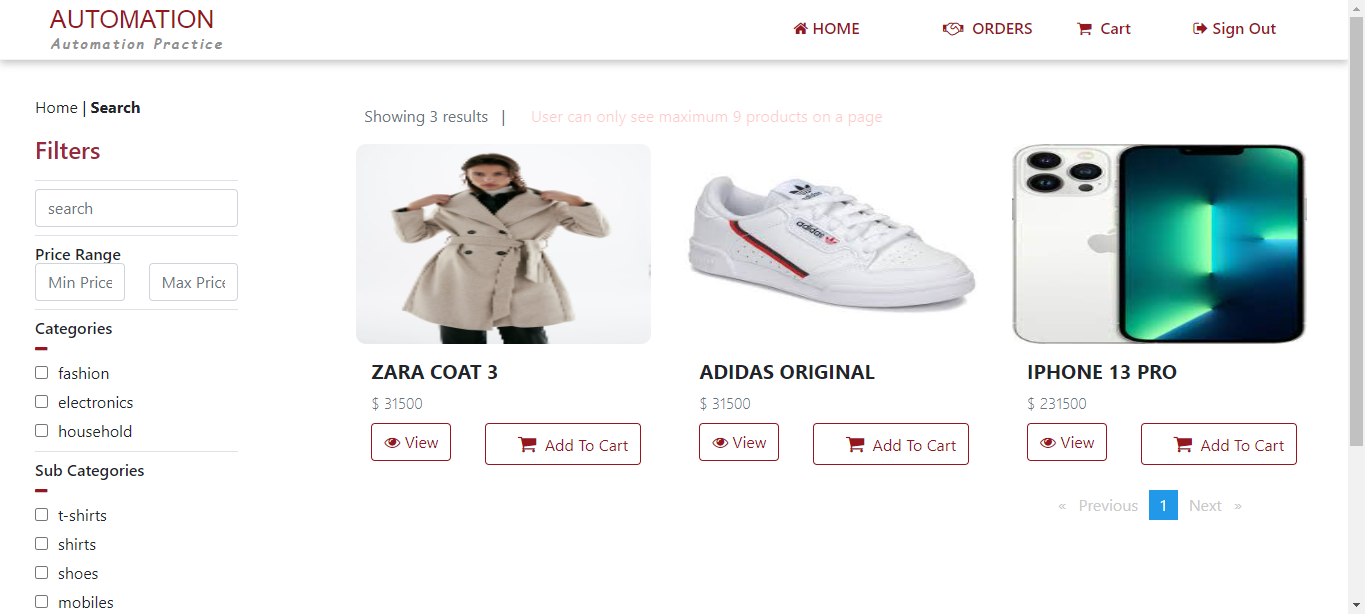 AUTOMATION
Automation Practice
HOME
ORDERS
Cart
Sign Out
Home | Search
Filters
search
Price Range
Min Price
Max Price
Categories
fashion
electronics
household
Sub Categories
t-shirts
shirts
shoes
mobiles
Showing 3 results |
User can only see maximum 9 products on a page
adidas
ZARA COAT 3
$ 31500
View
Add To Cart
ADIDAS ORIGINAL
$ 31500
View
Add To Cart
IPHONE 13 PRO
$ 231500
View
Add To Cart
« Previous 1 Next »